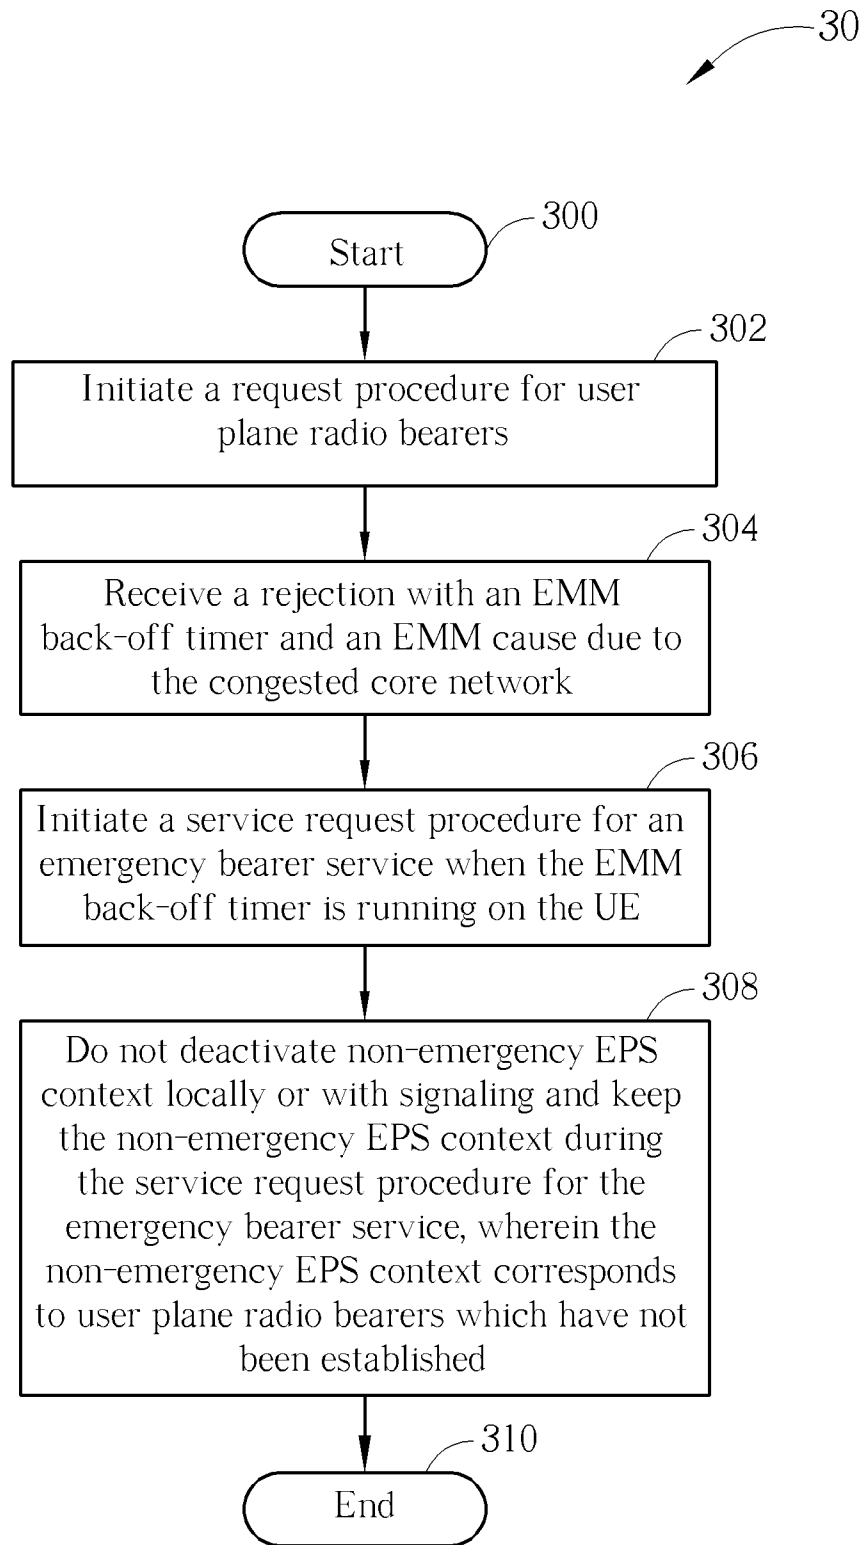 30
300
Start
302
Initiate a request procedure for user
plane radio bearers
304
Receive a rejection with an EMM
back-off timer and an EMM cause due to
the congested core network
306
Initiate a service request procedure for an
emergency bearer service when the EMM
back-off timer is running on the UE
308
Do not deactivate non-emergency EPS
context locally or with signaling and keep
the non-emergency EPS context during
the service request procedure for the
emergency bearer service, wherein the
non-emergency EPS context corresponds
to user plane radio bearers which have not
been established
310
End